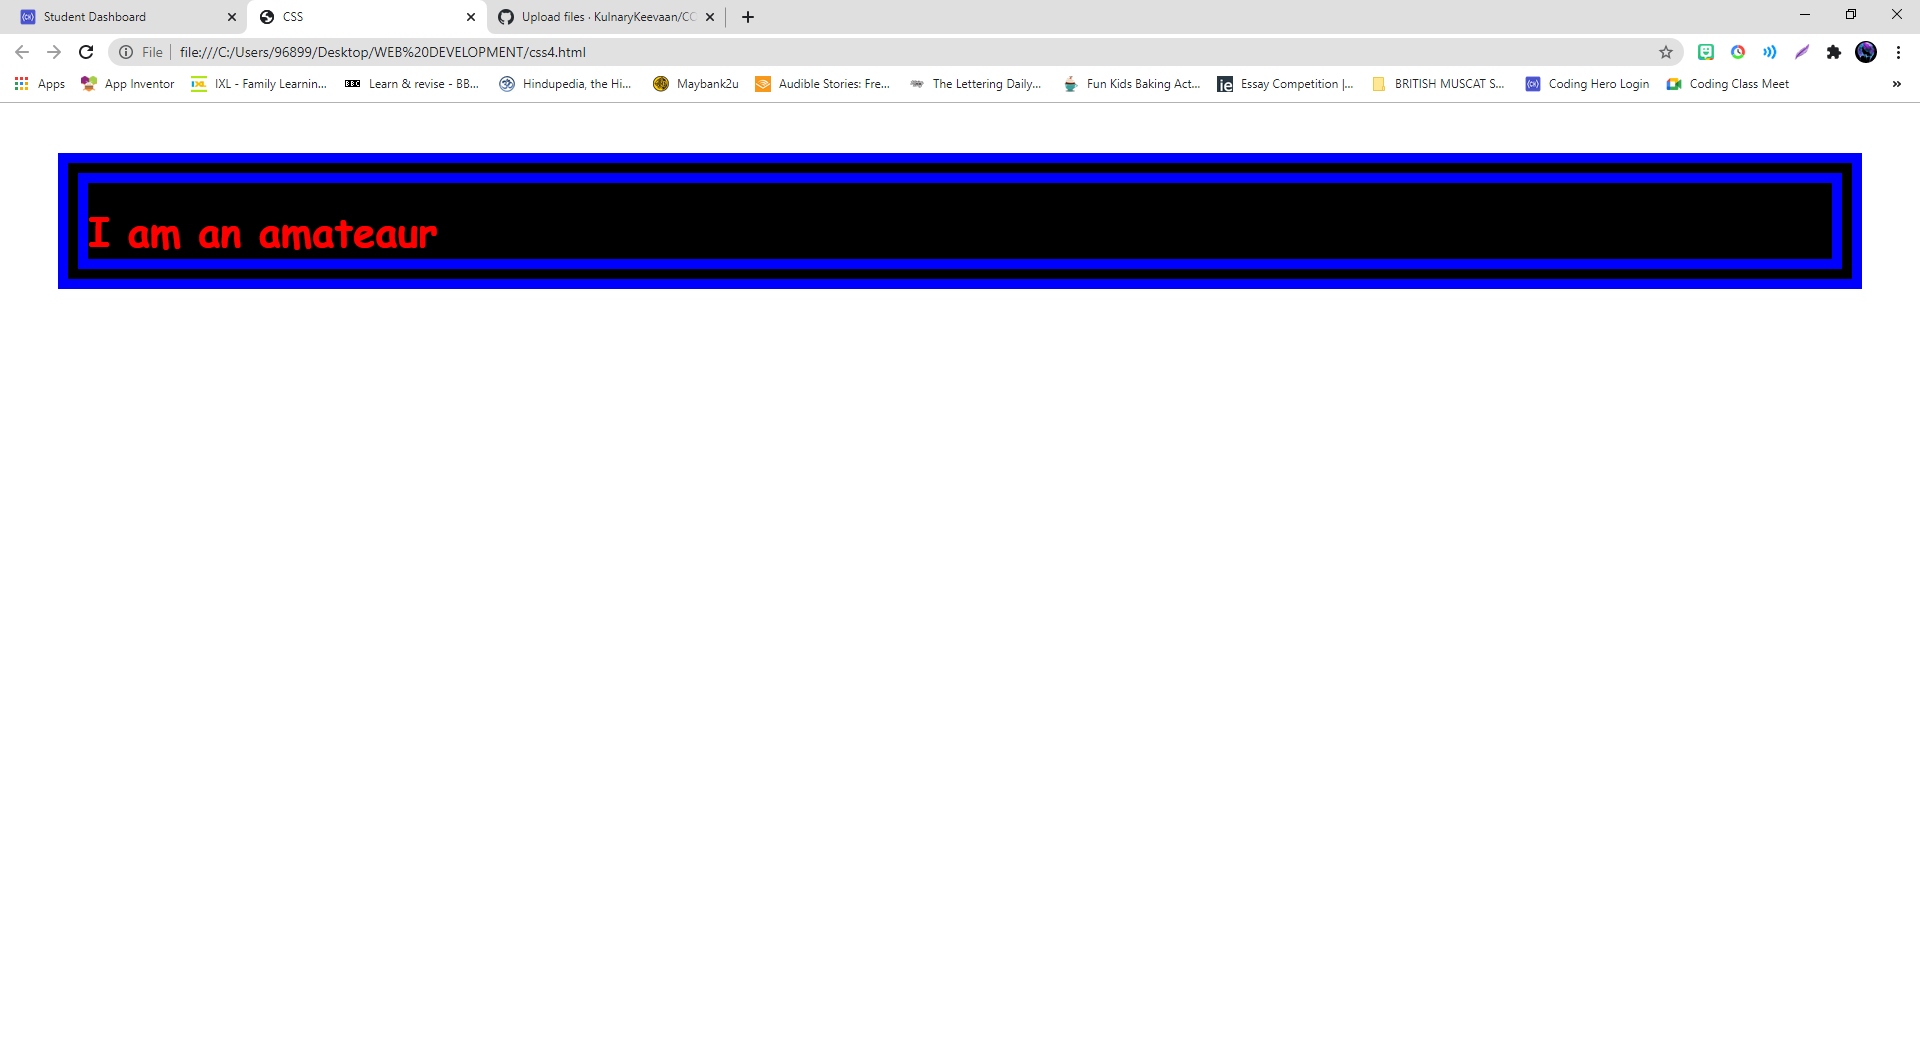 Student Dashboard
CSS
Upload files · KulnaryKeevaan/CC
File
file:///C:/Users/96899/Desktop/WEB%20DEVELOPMENT/css4.html
Apps
App Inventor
IXL - Family Learnin...
BBC Learn & revise - BB...
Hindupedia, the Hi...
Maybank2u
Audible Stories: Fre...
The Lettering Daily...
Fun Kids Baking Act...
ie Essay Competition |...
BRITISH MUSCAT S...
Coding Hero Login
Coding Class Meet
I am an amateaur